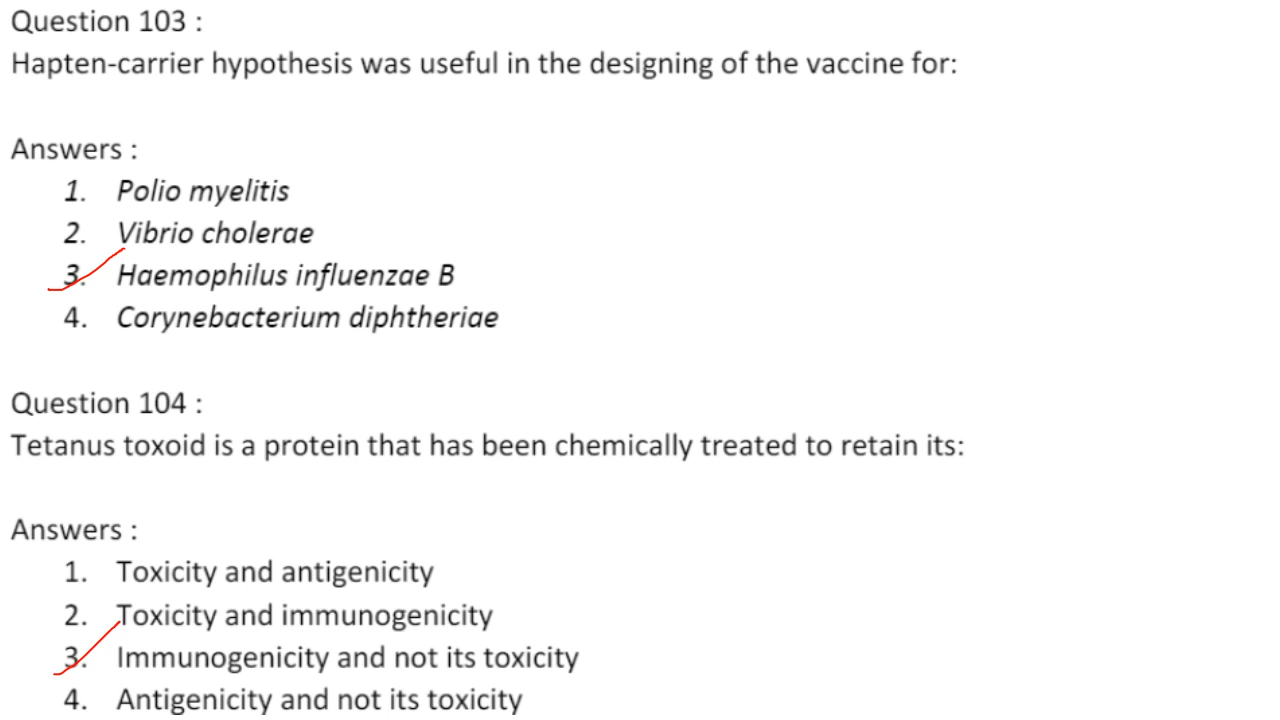 Question 103 :
Hapten-carrier hypothesis was useful in the designing of the vaccine for:
Answers :
1. Polio myelitis
2. Vibrio cholerae
3. Haemophilus influenzae B
4. Corynebacterium diphtheriae
Question 104 :
Tetanus toxoid is a protein that has been chemically treated to retain its:
Answers :
1. Toxicity and antigenicity
2. Toxicity and immunogenicity
3. Immunogenicity and not its toxicity
4. Antigenicity and not its toxicity